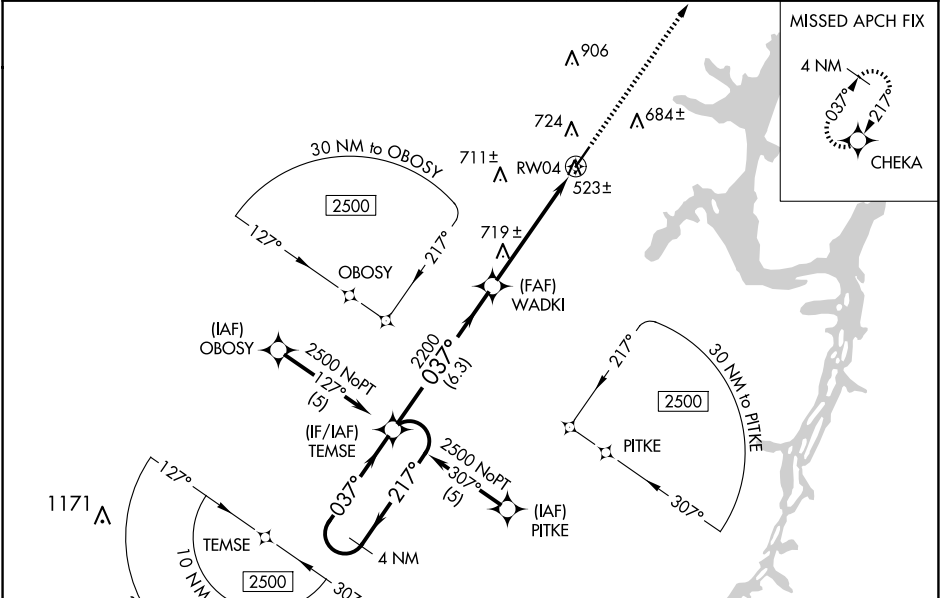 MISSED APCH FIX
4 NM
037°
217°
CHEKA
906
724
684±
711±
RW04
523±
30 NM to OBOSY
2500
127°
217°
OBOSY
719±
(FAF)
WADKI
(IAF)
OBOSY
2500 NoPT
127°
(5)
2200
037°
(6.3)
(IF/IAF)
TEMSE
037°
217°
4 NM
2500 NoPT
307°
(5)
(IAF)
PITKE
217°
30 NM to PITKE
2500
PITKE
307°
1171
127°
TEMSE
10 NM
2500
307